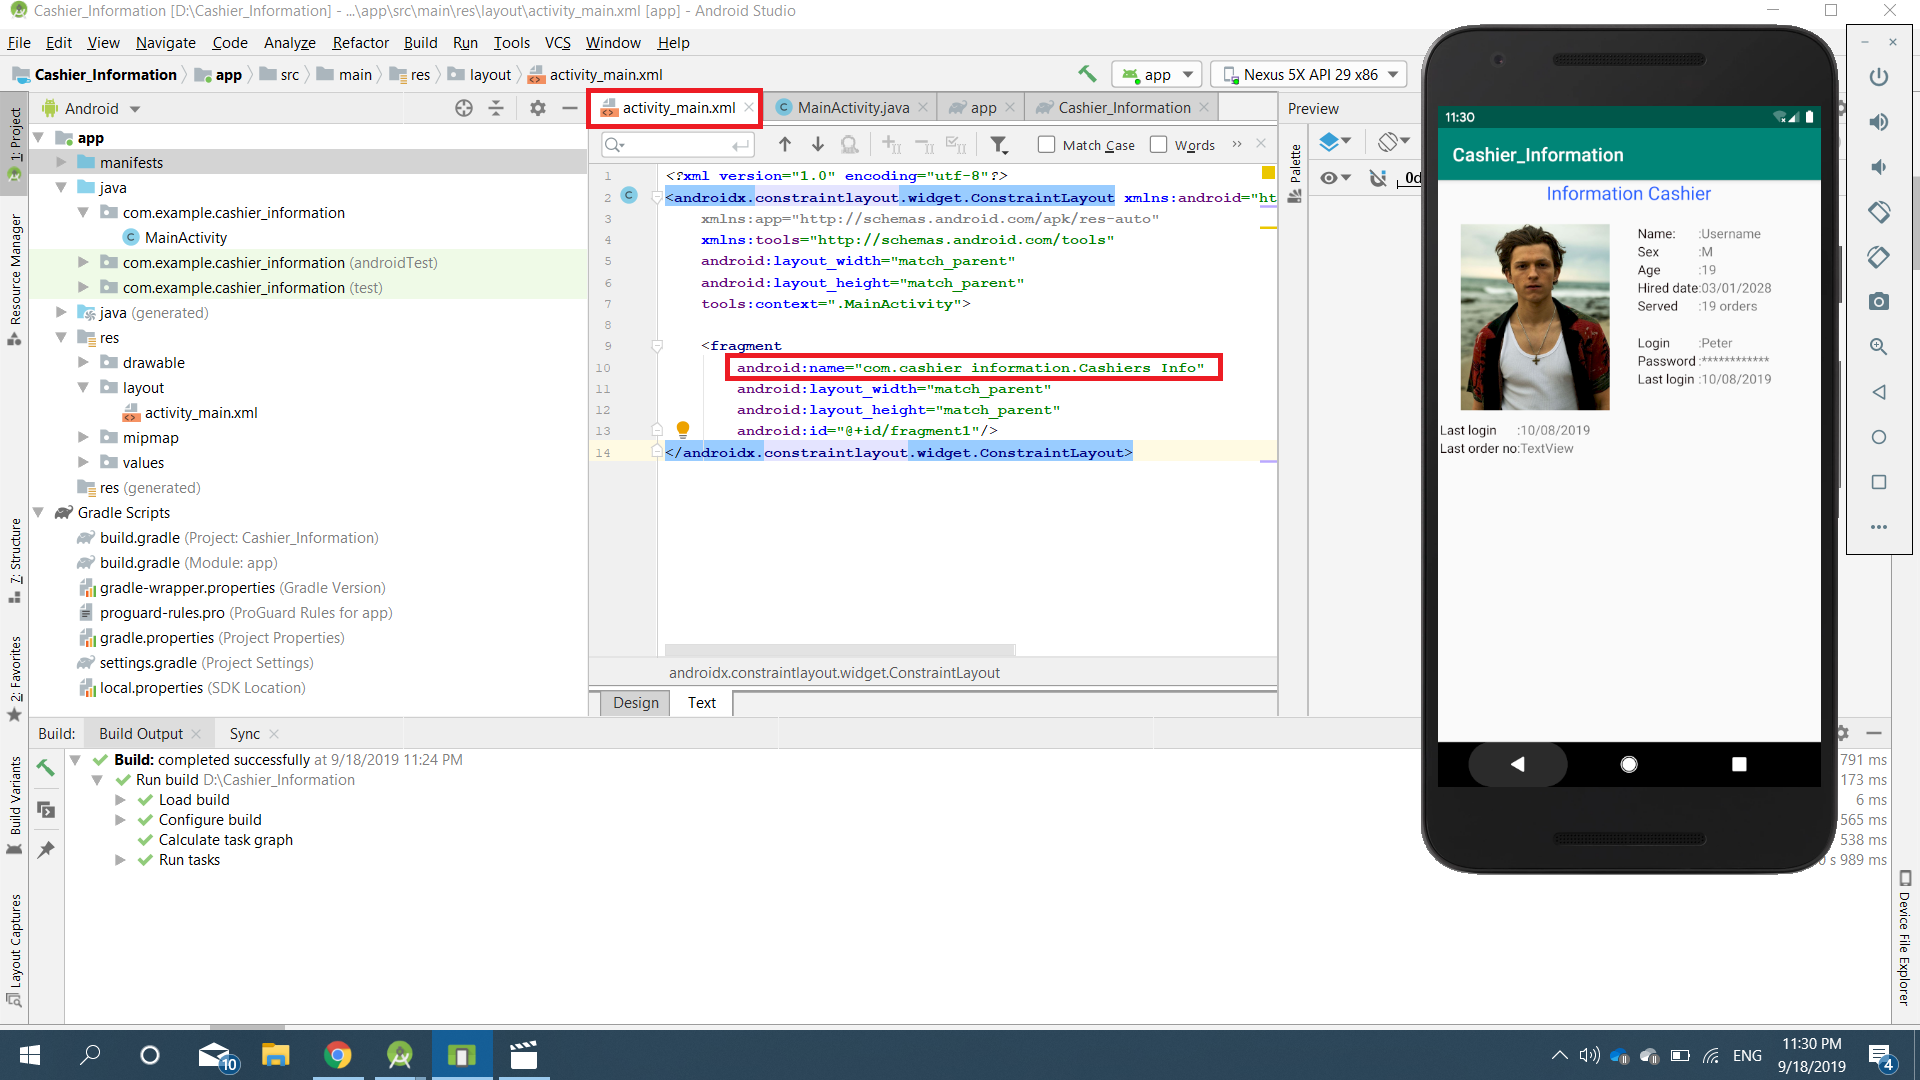 Cashier_Information [D:\Cashier_Information] - ...\app\src\main\res\layout\activity_main.xml [app] - Android Studio
File Edit View Navigate Code Analyze Refactor Build Run Tools VCS Window Help
Cashier_Information app src main res layout activity_main.xml
app Nexus 5X API 29 x86
1: Project
Resource Manager
7: Structure
2: Favorites
Build Variants
Layout Captures
Android
app
manifests
java
com.example.cashier_information
MainActivity
com.example.cashier_information (androidTest)
com.example.cashier_information (test)
java (generated)
res
drawable
layout
activity_main.xml
mipmap
values
res (generated)
Gradle Scripts
build.gradle (Project: Cashier_Information)
build.gradle (Module: app)
gradle-wrapper.properties (Gradle Version)
proguard-rules.pro (ProGuard Rules for app)
gradle.properties (Project Properties)
settings.gradle (Project Settings)
local.properties (SDK Location)
activity_main.xml MainActivity.java app Cashier_Information
Match Case Words
1 <?xml version="1.0" encoding="utf-8"?>
2 <androidx.constraintlayout.widget.ConstraintLayout xmlns:android="ht
3 xmlns:app="http://schemas.android.com/apk/res-auto"
4 xmlns:tools="http://schemas.android.com/tools"
5 android:layout_width="match_parent"
6 android:layout_height="match_parent"
7 tools:context=".MainActivity">
8
9 <fragment
10 android:name="com.cashier information.Cashiers Info"
11 android:layout_width="match_parent"
12 android:layout_height="match_parent"
13 android:id="@+id/fragment1"/>
14 </androidx.constraintlayout.widget.ConstraintLayout>
androidx.constraintlayout.widget.ConstraintLayout
Design Text
Preview
Palette
0d
11:30
Cashier_Information
Information Cashier
Name: :Username
Sex :M
Age :19
Hired date:03/01/2028
Served :19 orders
Login :Peter
Password :************
Last login :10/08/2019
Last login :10/08/2019
Last order no:TextView
Build: Build Output Sync
Build: completed successfully at 9/18/2019 11:24 PM
Run build D:\Cashier_Information
Load build
Configure build
Calculate task graph
Run tasks
791 ms
173 ms
6 ms
565 ms
538 ms
s 989 ms
Device File Explorer
10
ENG
11:30 PM
9/18/2019
4